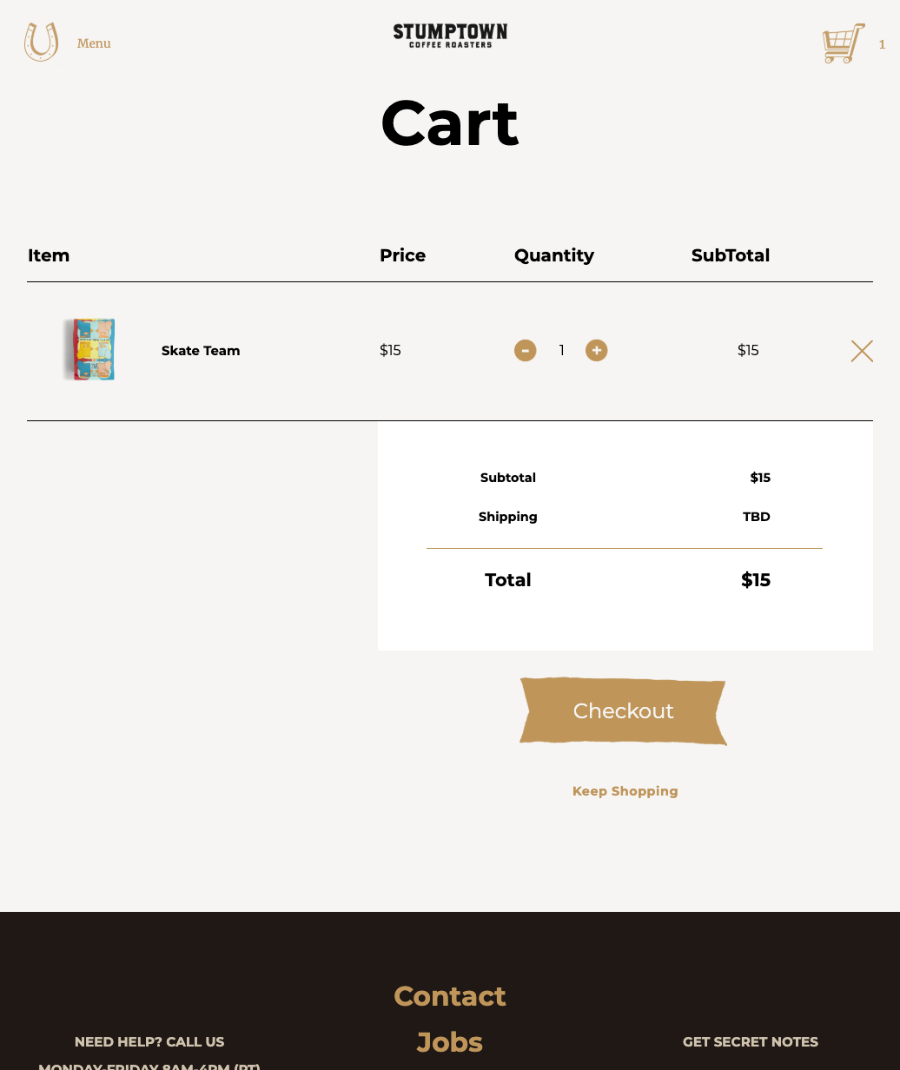 Menu
STUMPTOWN
COFFEE ROASTERS
1
Cart
Item Price Quantity SubTotal
Skate Team $15 - 1 + $15
Subtotal $15
Shipping TBD
Total $15
Checkout
Keep Shopping
Contact
NEED HELP? CALL US Jobs GET SECRET NOTES
MONDAY-FRIDAY 8AM-4PM (PT)